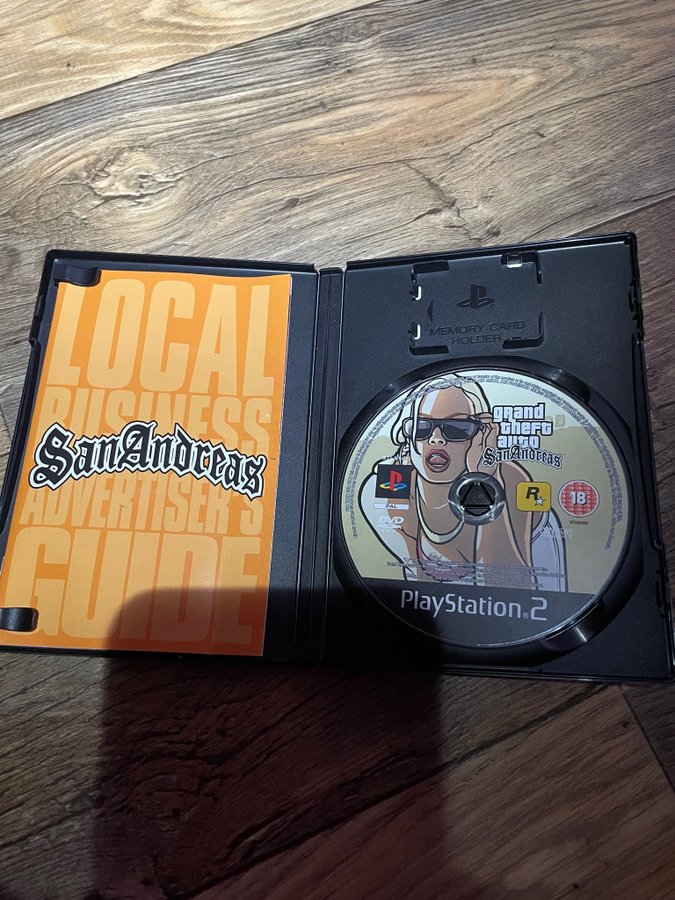 LOCAL
BUSINESS
SanAndreas
ADVERTISER'S
GUIDE
MEMORY CARD
HOLDER
grand
theft
auto
SanAndreas
PAL
DVD
R
18
PlayStation®2